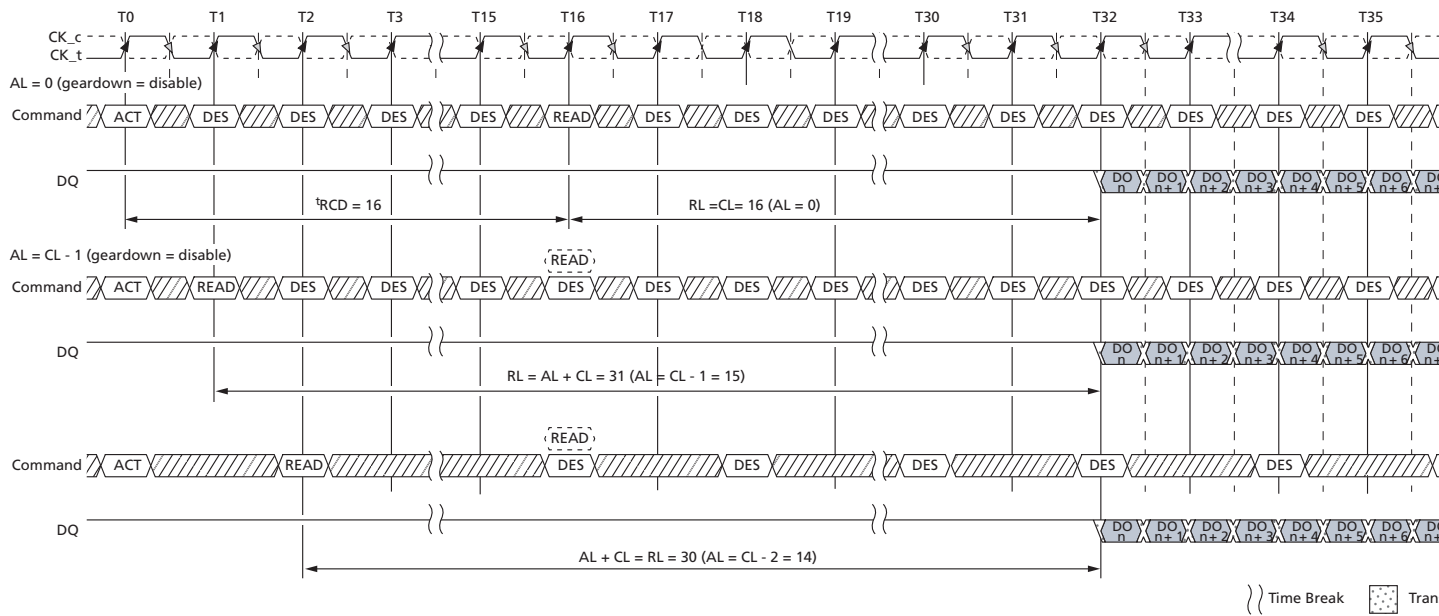 T0 T1 T2 T3 T15 T16 T17 T18 T19 T30 T31 T32 T33 T34 T35
CK_c
CK_t
AL = 0 (geardown = disable)
Command ACT DES DES DES DES READ DES DES DES DES DES DES DES DES DES
DQ DO n DO n + 1 DO n + 2 DO n + 3 DO n + 4 DO n + 5 DO n + 6
tRCD = 16 RL =CL= 16 (AL = 0)
AL = CL - 1 (geardown = disable)
READ
Command ACT READ DES DES DES DES DES DES DES DES DES DES DES DES DES
DQ DO n DO n + 1 DO n + 2 DO n + 3 DO n + 4 DO n + 5 DO n + 6
RL = AL + CL = 31 (AL = CL - 1 = 15)
READ
Command ACT READ DES DES DES DES DES
DQ DO n DO n + 1 DO n + 2 DO n + 3 DO n + 4 DO n + 5 DO n + 6
AL + CL = RL = 30 (AL = CL - 2 = 14)
Time Break Tran